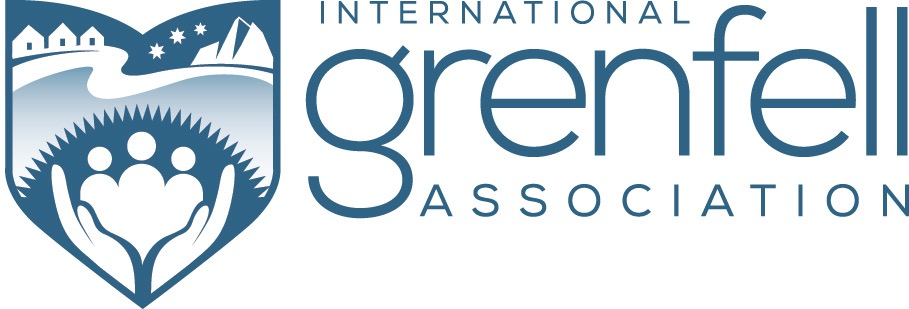 INTERNATIONAL
grenfell
ASSOCIATION